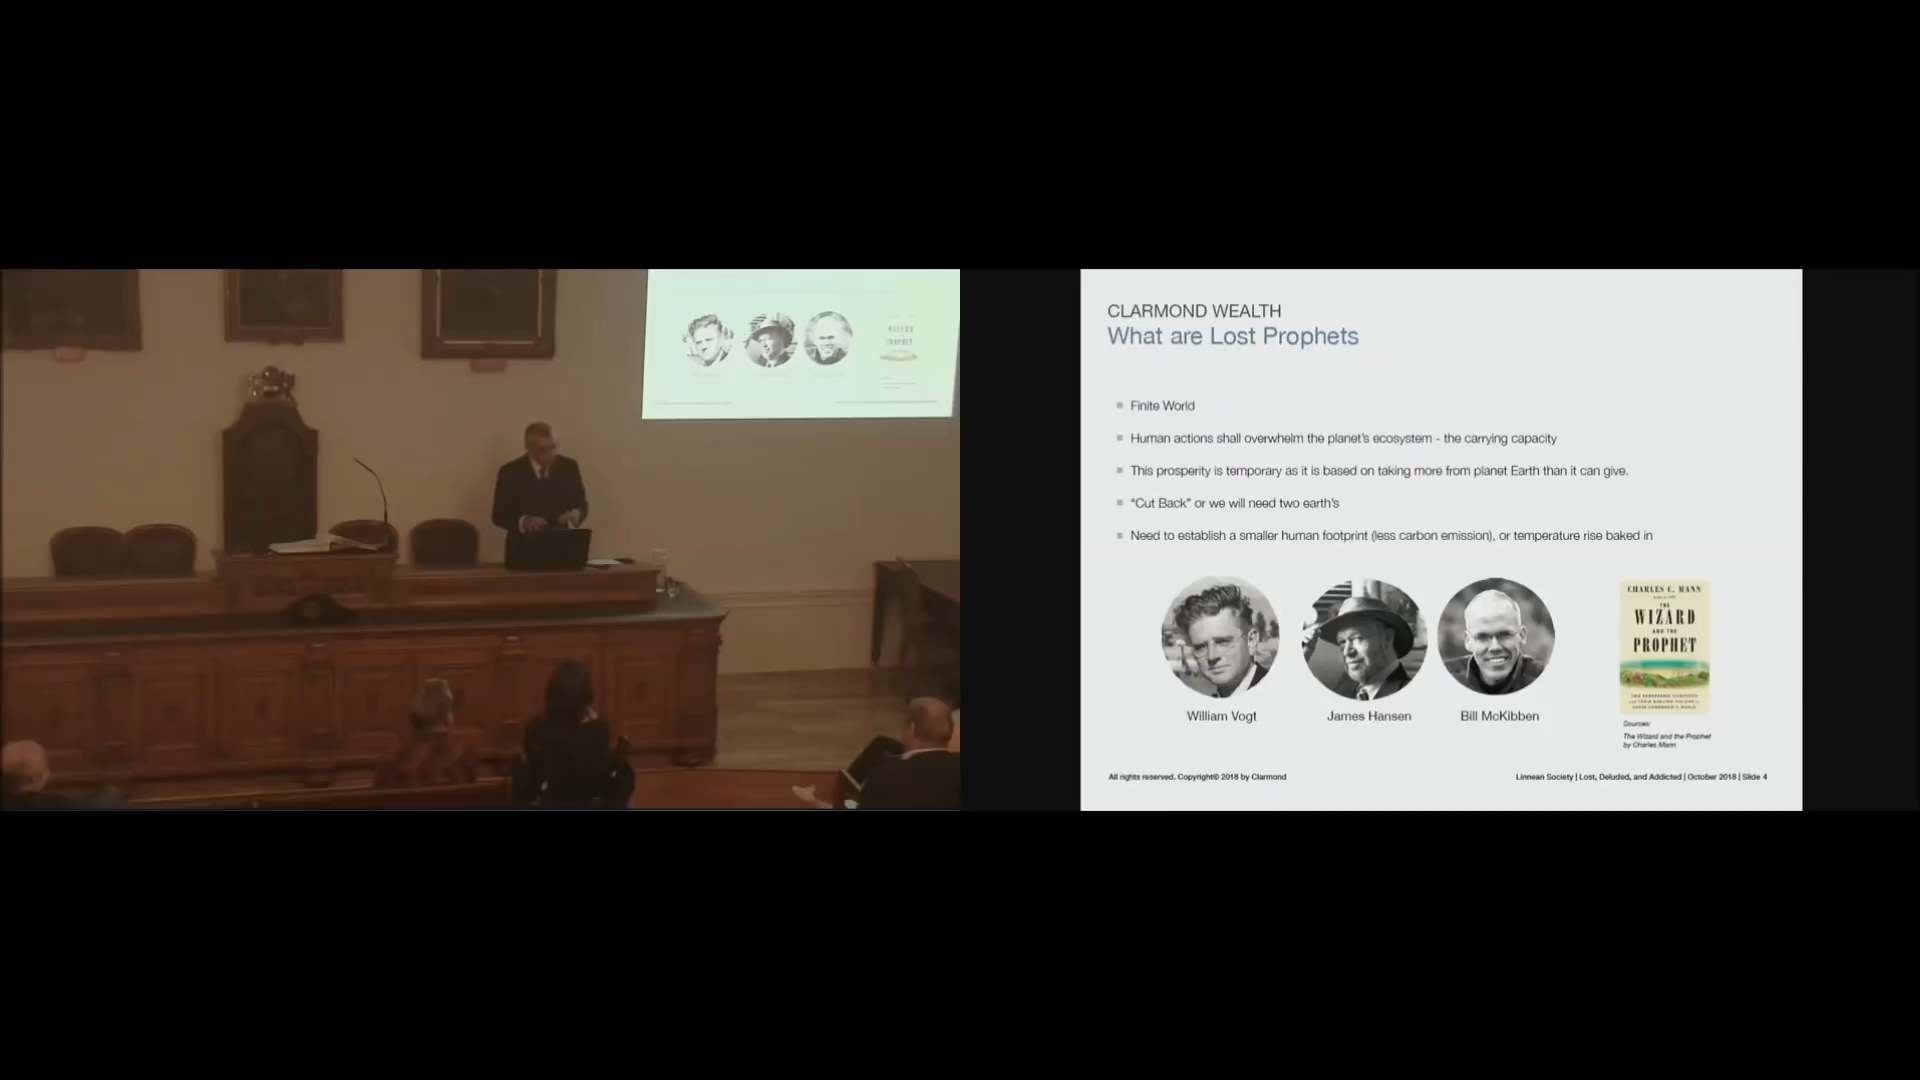 CLARMOND WEALTH
What are Lost Prophets
Finite World
Human actions shall overwhelm the planet's ecosystem - the carrying capacity
This prosperity is temporary as it is based on taking more from planet Earth than it can give.
"Cut Back" or we will need two earth's
Need to establish a smaller human footprint (less carbon emission), or temperature rise baked in
William Vogt
James Hansen
Bill McKibben
CHARLES C. MANN
THE
WIZARD
AND THE
PROPHET
Sources:
The Wizard and the Prophet
by Charles Mann
All rights reserved. Copyright© 2018 by Clarmond
Linnean Society | Lost, Deluded, and Addicted | October 2018 | Slide 4